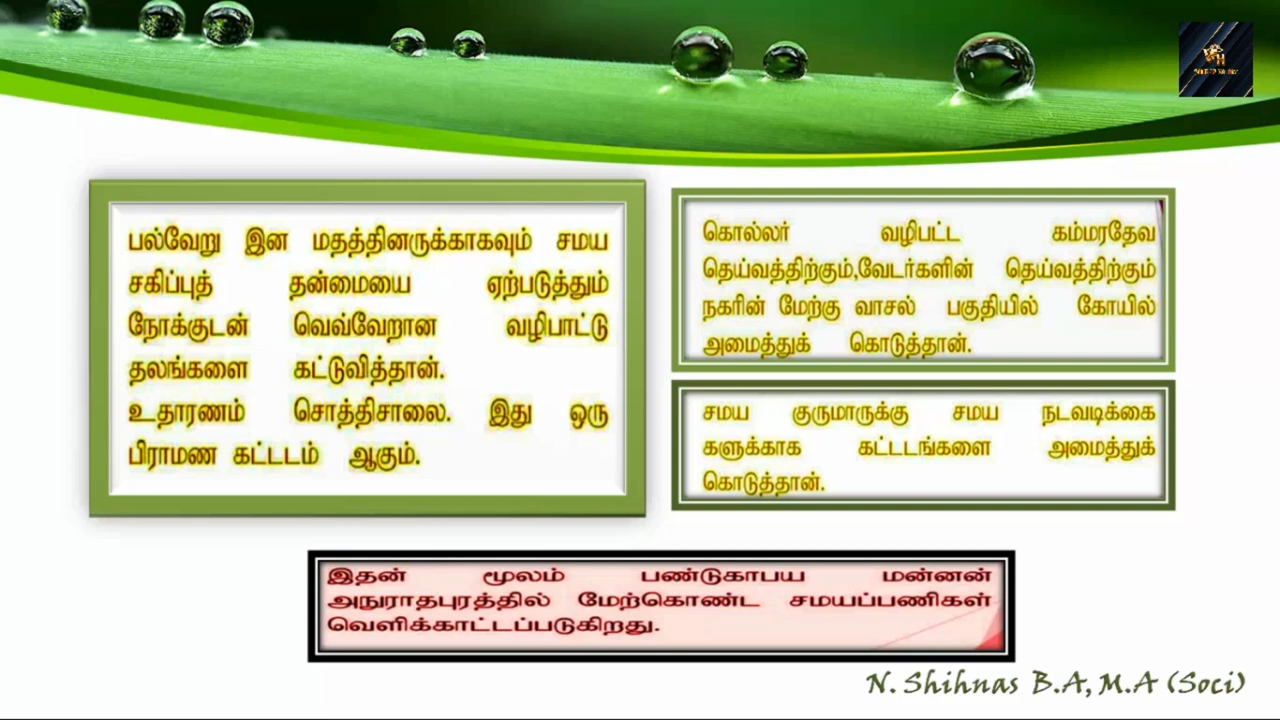 பல்வேறு இன மதத்தினருக்காகவும் சமய
சகிப்புத் தன்மையை ஏற்படுத்தும்
நோக்குடன் வெவ்வேறான வழிபாட்டு
தலங்களை கட்டுவித்தான்.
உதாரணம் சொத்திசாலை. இது ஒரு
பிராமண கட்டடம் ஆகும்.
கொல்லர் வழிபட்ட கம்மரதேவ
தெய்வத்திற்கும்,வேடர்களின் தெய்வத்திற்கும்
நகரின் மேற்கு வாசல் பகுதியில் கோயில்
அமைத்துக் கொடுத்தான்.
சமய குருமாருக்கு சமய நடவடிக்கை
களுக்காக கட்டடங்களை அமைத்துக்
கொடுத்தான்.
இதன் மூலம் பண்டுகாபய மன்னன்
அநுராதபுரத்தில் மேற்கொண்ட சமயப்பணிகள்
வெளிக்காட்டப்படுகிறது.
N. Shihnas B.A, M.A (Soci)